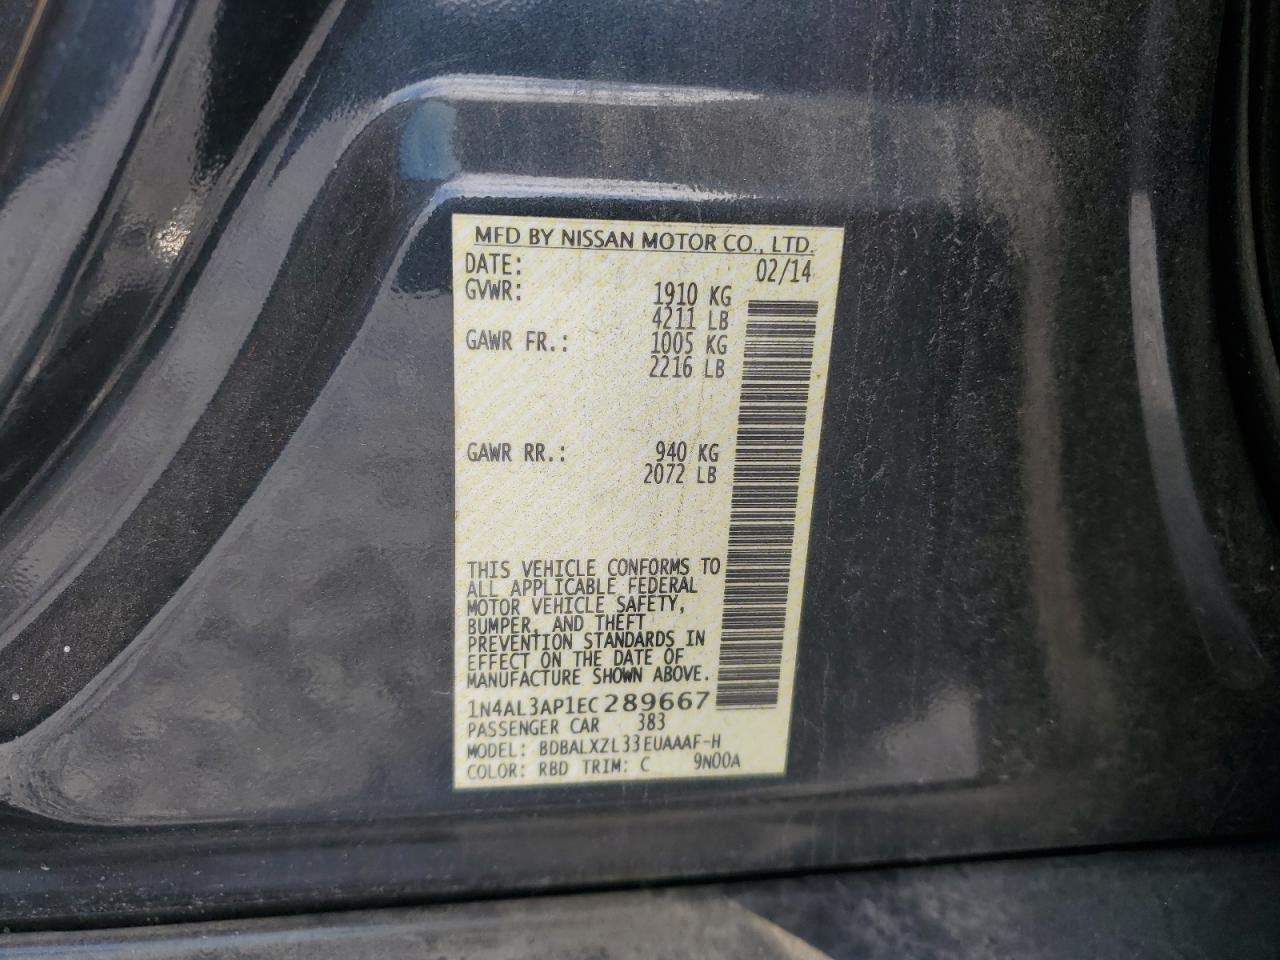 MFD BY NISSAN MOTOR CO., LTD.
DATE: 02/14
GVWR: 1910 KG
4211 LB
GAWR FR.: 1005 KG
2216 LB
GAWR RR.: 940 KG
2072 LB
THIS VEHICLE CONFORMS TO
ALL APPLICABLE FEDERAL
MOTOR VEHICLE SAFETY,
BUMPER, AND THEFT
PREVENTION STANDARDS IN
EFFECT ON THE DATE OF
MANUFACTURE SHOWN ABOVE.
1N4AL3AP1EC289667
PASSENGER CAR 383
MODEL: BDBALXZL33EUAAAF-H
COLOR: RBD TRIM: C 9N00A